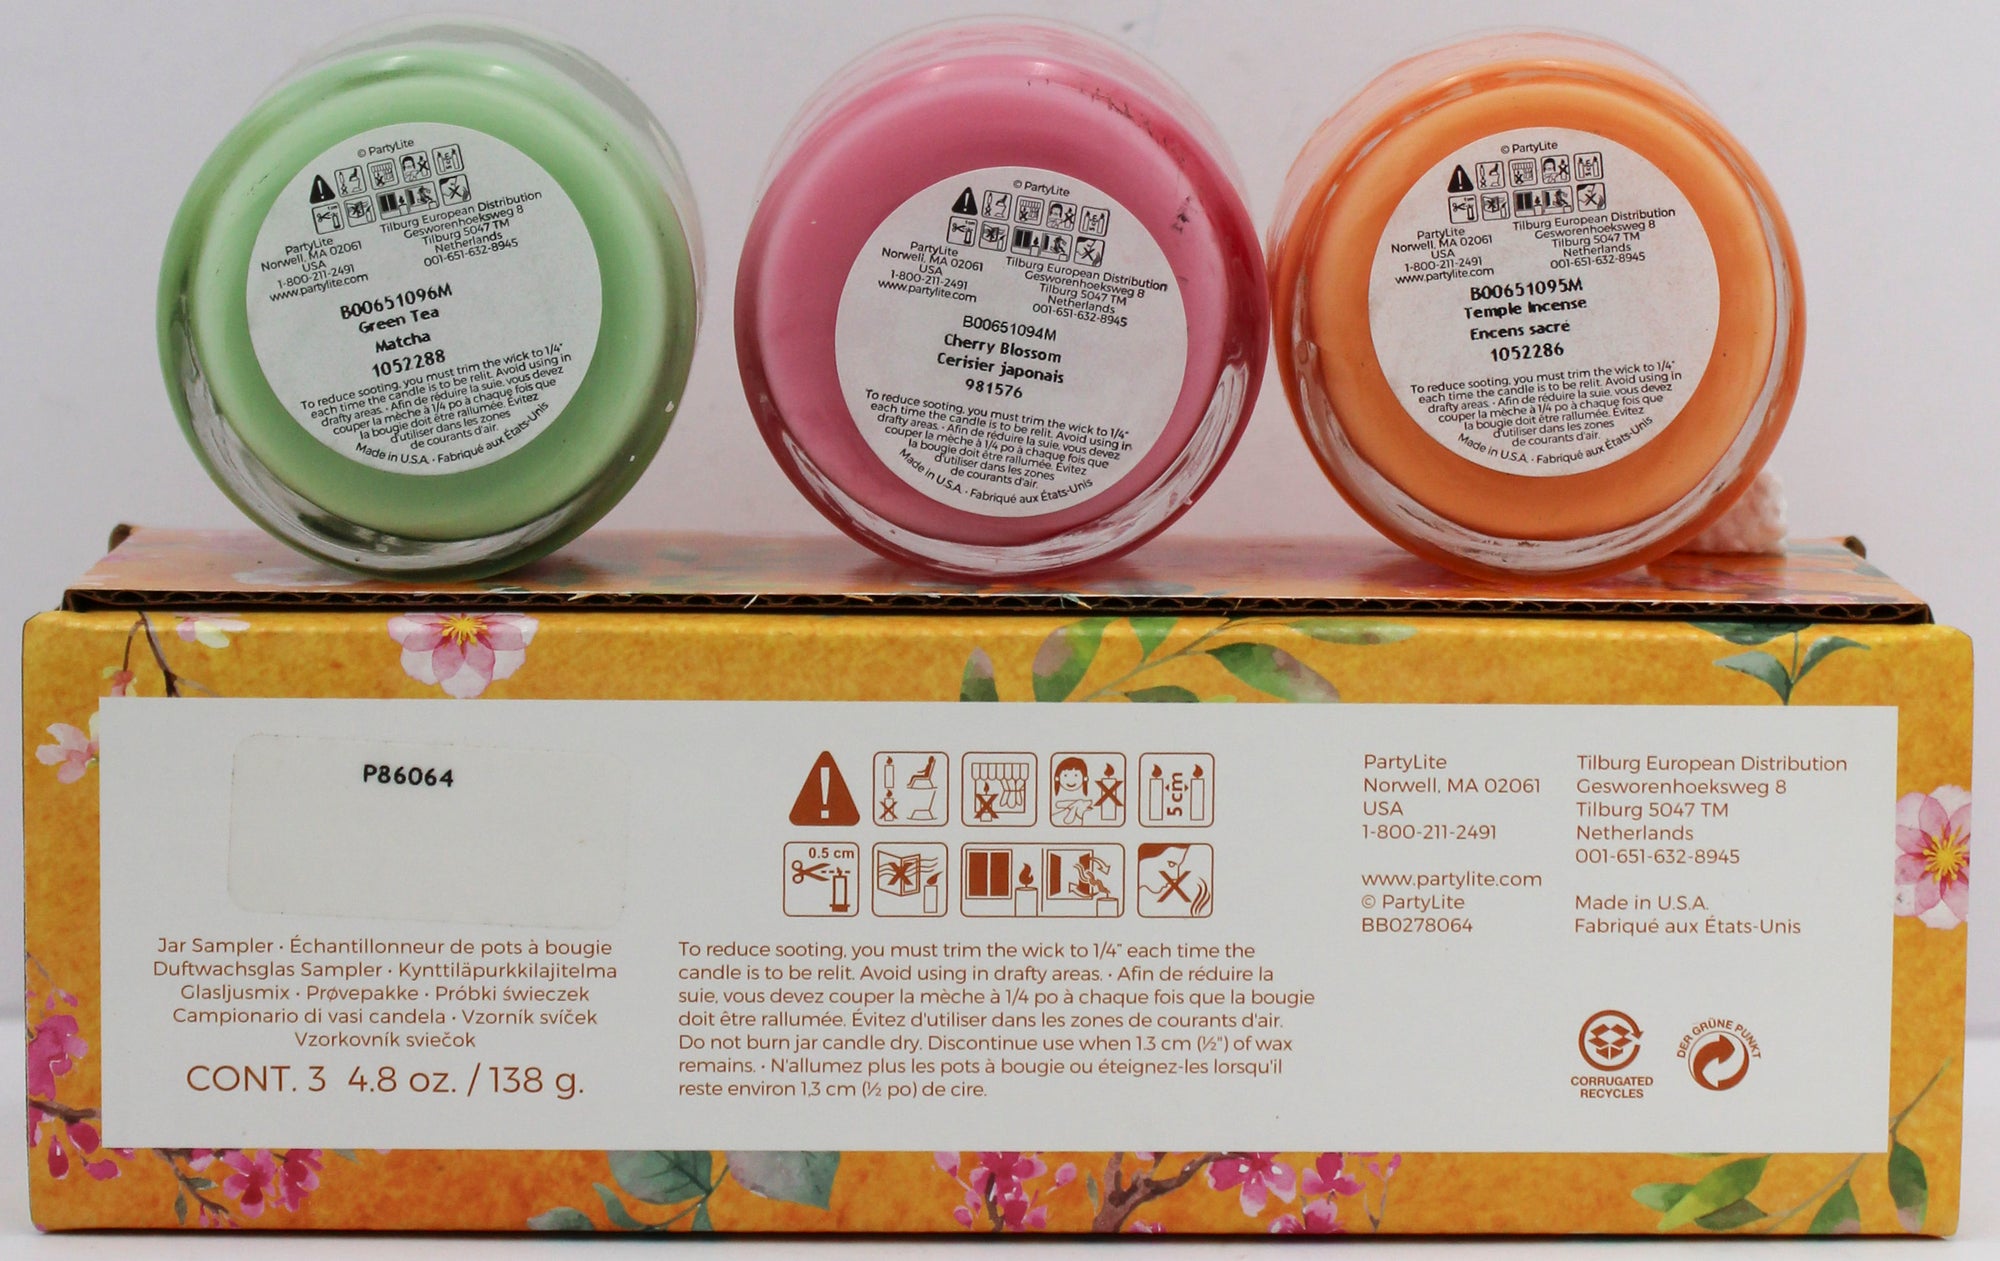 © PartyLite
PartyLite
Norwell, MA 02061
USA
1-800-211-2491
www.partylite.com
Tilburg European Distribution
Gesworenhoeksweg 8
Tilburg 5047 TM
Netherlands
001-651-632-8945
B00651096M
Green Tea
Matcha
1052288
To reduce sooting, you must trim the wick to 1/4"
each time the candle is to be relit. Avoid using in
drafty areas. • Afin de réduire la suie, vous devez
couper la mèche à 1/4 po à chaque fois que
la bougie doit être rallumée. Évitez
d'utiliser dans les zones
de courants d'air.
Made in U.S.A. • Fabriqué aux États-Unis
© PartyLite
PartyLite
Norwell, MA 02061
USA
1-800-211-2491
www.partylite.com
Tilburg European Distribution
Gesworenhoeksweg 8
Tilburg 5047 TM
Netherlands
001-651-632-8945
B00651094M
Cherry Blossom
Cerisier japonais
981576
To reduce sooting, you must trim the wick to 1/4"
each time the candle is to be relit. Avoid using in
drafty areas. • Afin de réduire la suie, vous devez
couper la mèche à 1/4 po à chaque fois que
la bougie doit être rallumée. Évitez
d'utiliser dans les zones
de courants d'air.
Made in U.S.A. • Fabriqué aux États-Unis
© PartyLite
PartyLite
Norwell, MA 02061
USA
1-800-211-2491
www.partylite.com
Tilburg European Distribution
Gesworenhoeksweg 8
Tilburg 5047 TM
Netherlands
001-651-632-8945
B00651095M
Temple Incense
Encens sacré
1052286
To reduce sooting, you must trim the wick to 1/4"
each time the candle is to be relit. Avoid using in
drafty areas. • Afin de réduire la suie, vous devez
couper la mèche à 1/4 po à chaque fois que
la bougie doit être rallumée. Évitez
d'utiliser dans les zones
de courants d'air.
Made in U.S.A. • Fabriqué aux États-Unis
P86064
Jar Sampler • Échantillonneur de pots à bougie
Duftwachsglas Sampler • Kynttiläpurkkilajitelma
Glasljusmix • Prøvepakke • Próbki świeczek
Campionario di vasi candela • Vzorník svíček
Vzorkovník sviečok
CONT. 3 4.8 oz. / 138 g.
5 cm
0.5 cm
To reduce sooting, you must trim the wick to 1/4" each time the
candle is to be relit. Avoid using in drafty areas. • Afin de réduire la
suie, vous devez couper la mèche à 1/4 po à chaque fois que la bougie
doit être rallumée. Évitez d'utiliser dans les zones de courants d'air.
Do not burn jar candle dry. Discontinue use when 1.3 cm (½") of wax
remains. • N'allumez plus les pots à bougie ou éteignez-les lorsqu'il
reste environ 1,3 cm (½ po) de cire.
PartyLite
Norwell, MA 02061
USA
1-800-211-2491
www.partylite.com
© PartyLite
BB0278064
Tilburg European Distribution
Gesworenhoeksweg 8
Tilburg 5047 TM
Netherlands
001-651-632-8945
Made in U.S.A.
Fabriqué aux États-Unis
CORRUGATED
RECYCLES
DER GRÜNE PUNKT